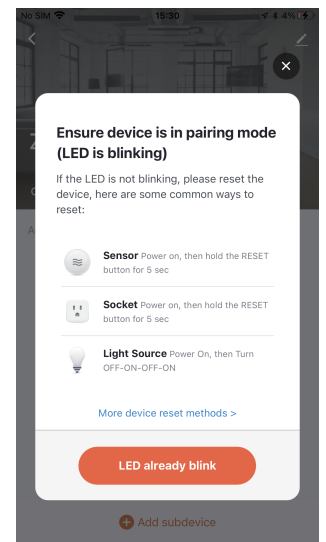 No SIM 15:30 4%
Ensure device is in pairing mode
(LED is blinking)
If the LED is not blinking, please reset the
device, here are some common ways to
reset:
Sensor Power on, then hold the RESET
button for 5 sec
Socket Power on, then hold the RESET
button for 5 sec
Light Source Power On, then Turn
OFF-ON-OFF-ON
More device reset methods >
LED already blink
Add subdevice